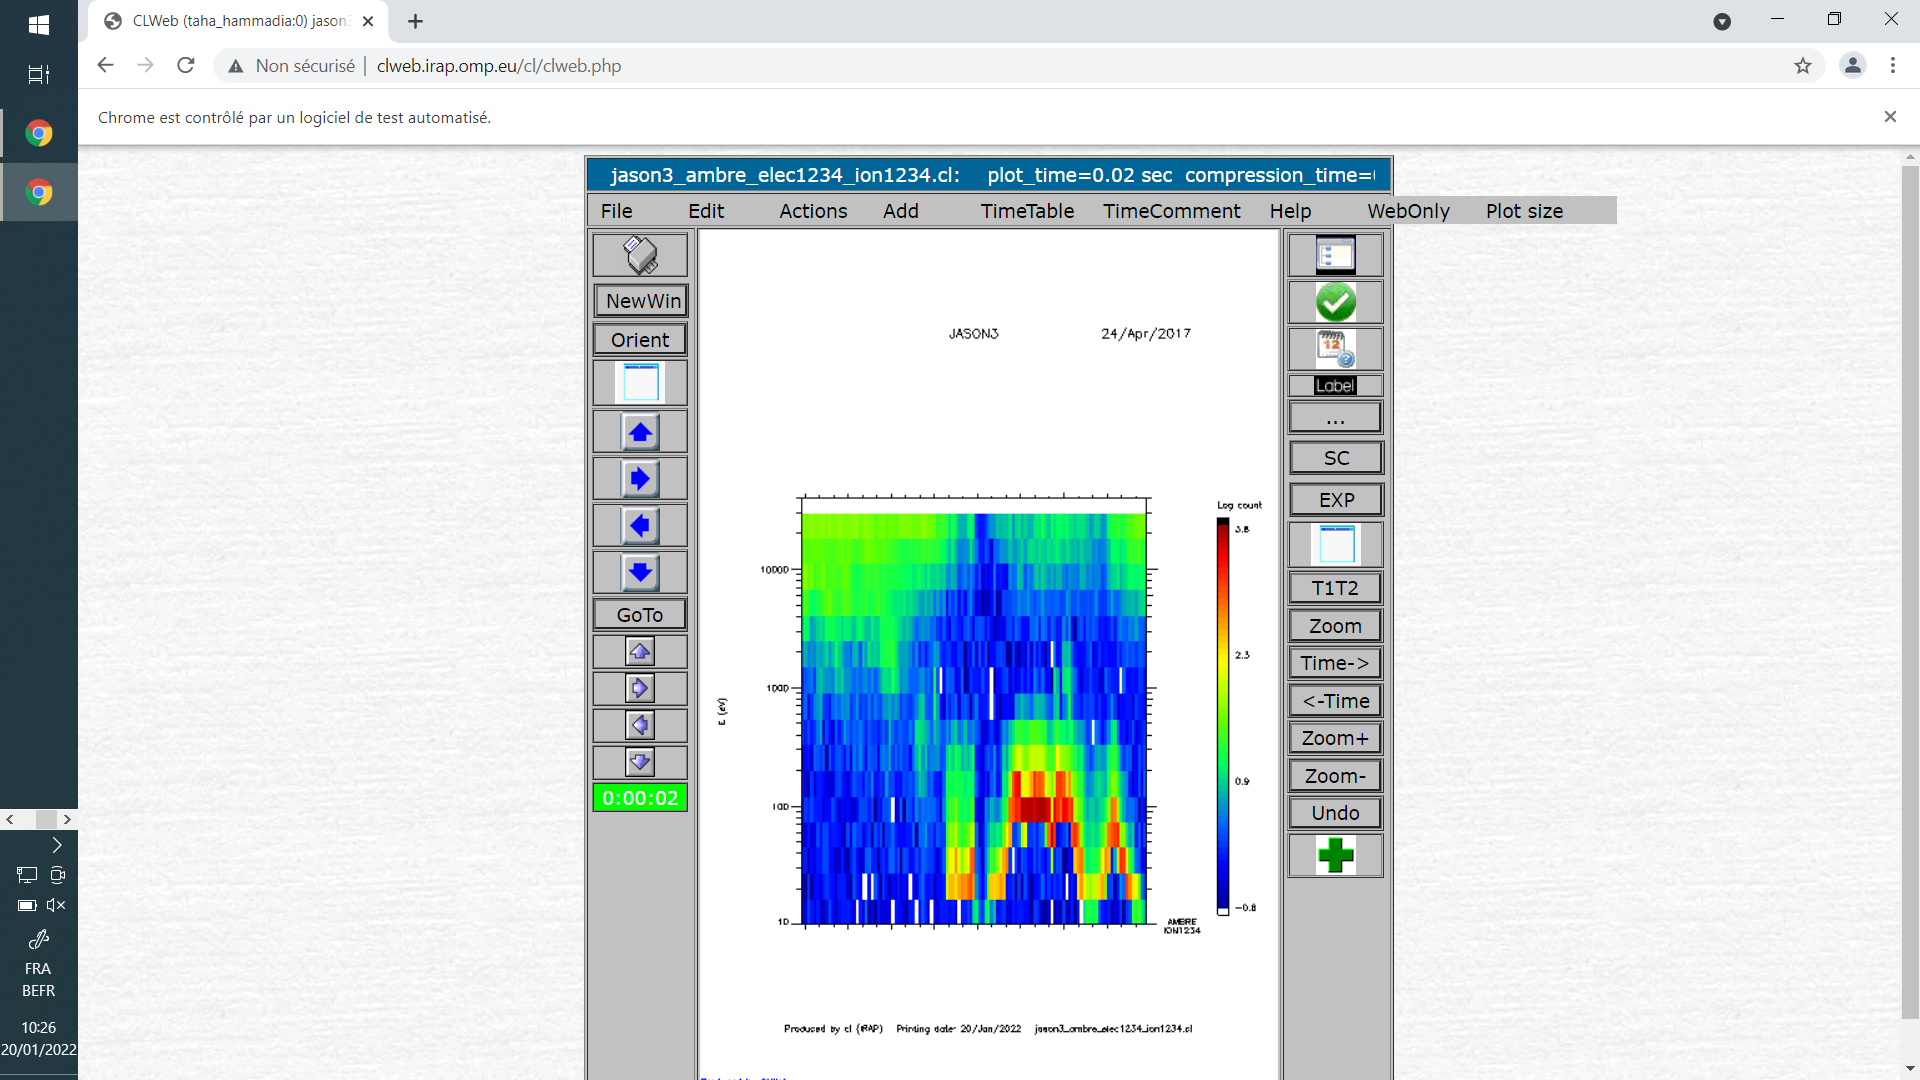 CLWeb (taha_hammadia:0) jason3
Non sécurisé | clweb.irap.omp.eu/cl/clweb.php
Chrome est contrôlé par un logiciel de test automatisé.
jason3_ambre_elec1234_ion1234.cl: plot_time=0.02 sec compression_time=
File Edit Actions Add TimeTable TimeComment Help WebOnly Plot size
NewWin
Orient
GoTo
0:00:02
JASON3 24/Apr/2017
Log count
3.8
2.3
0.9
-0.8
10000
1000
100
10
E (eV)
AMBRE
ION1234
Produced by cl (IRAP) Printing date: 20/Jan/2022 jason3_ambre_elec1234_ion1234.cl
12
Label
...
SC
EXP
T1T2
Zoom
Time->
<-Time
Zoom+
Zoom-
Undo
FRA
BEFR
10:26
20/01/2022